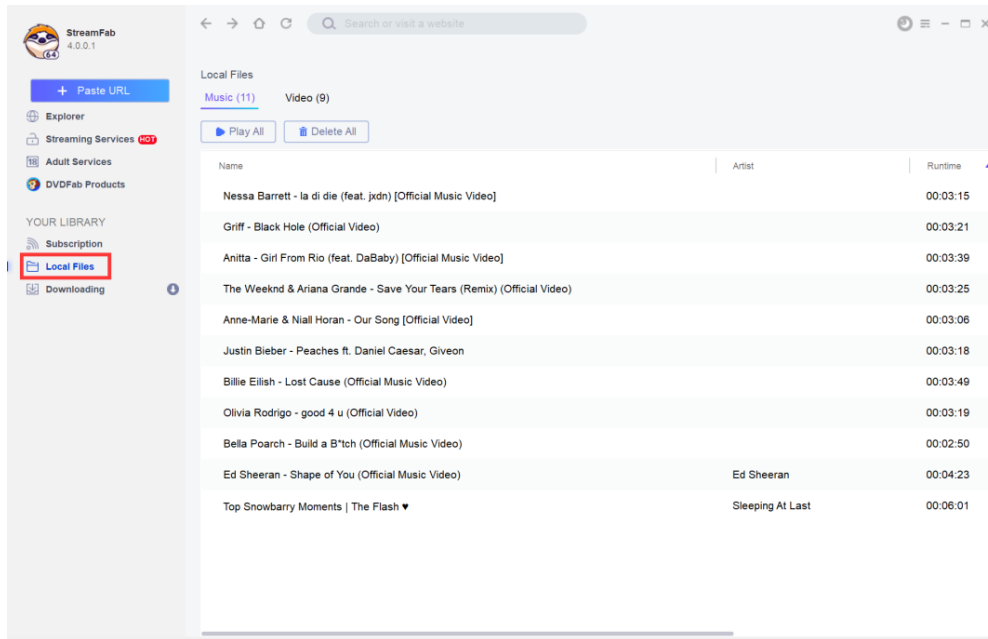 StreamFab
4.0.0.1
64
Search or visit a website
+ Paste URL
Explorer
Streaming Services HOT
18 Adult Services
DVDFab Products
YOUR LIBRARY
Subscription
Local Files
Downloading
Local Files
Music (11) Video (9)
Play All Delete All
Name Artist Runtime
Nessa Barrett - la di die (feat. jxdn) [Official Music Video] 00:03:15
Griff - Black Hole (Official Video) 00:03:21
Anitta - Girl From Rio (feat. DaBaby) [Official Music Video] 00:03:39
The Weeknd & Ariana Grande - Save Your Tears (Remix) (Official Video) 00:03:25
Anne-Marie & Niall Horan - Our Song [Official Video] 00:03:06
Justin Bieber - Peaches ft. Daniel Caesar, Giveon 00:03:18
Billie Eilish - Lost Cause (Official Music Video) 00:03:49
Olivia Rodrigo - good 4 u (Official Video) 00:03:19
Bella Poarch - Build a B*tch (Official Music Video) 00:02:50
Ed Sheeran - Shape of You (Official Music Video) Ed Sheeran 00:04:23
Top Snowbarry Moments | The Flash ♥ Sleeping At Last 00:06:01